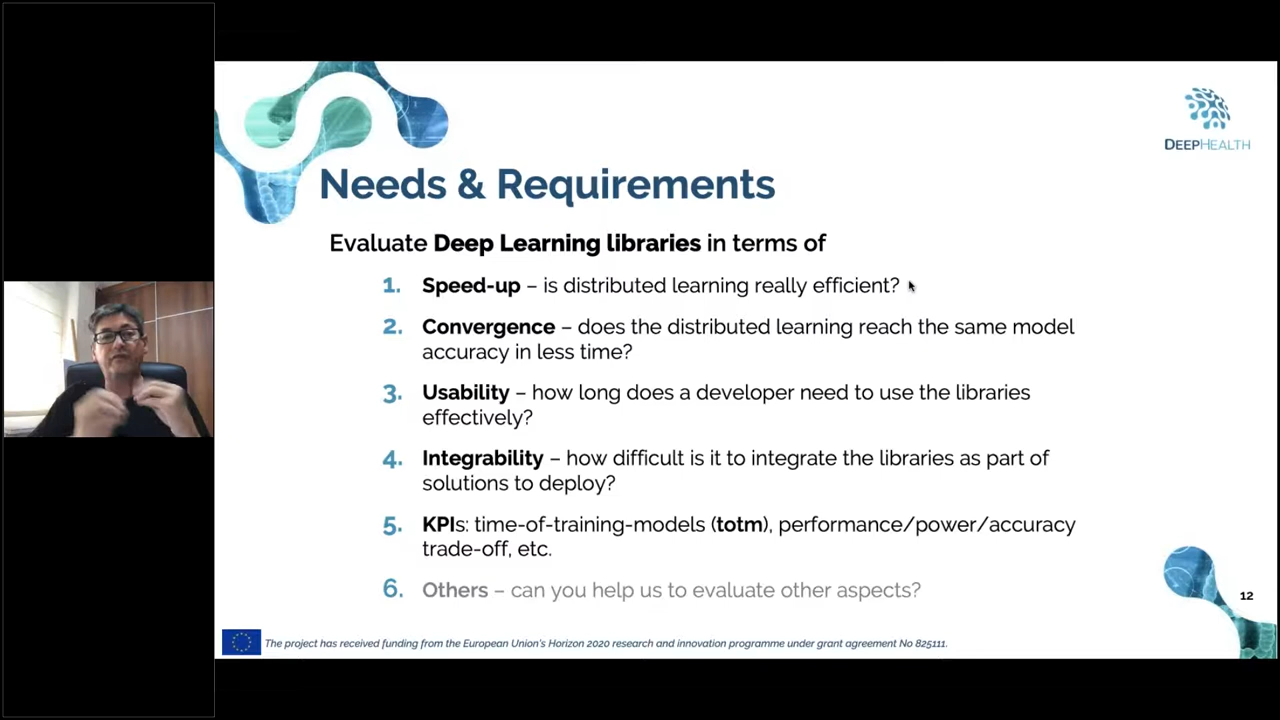 DEEPHEALTH
Needs & Requirements
Evaluate Deep Learning libraries in terms of
1. Speed-up – is distributed learning really efficient?
2. Convergence – does the distributed learning reach the same model
accuracy in less time?
3. Usability – how long does a developer need to use the libraries
effectively?
4. Integrability – how difficult is it to integrate the libraries as part of
solutions to deploy?
5. KPIs: time-of-training-models (totm), performance/power/accuracy
trade-off, etc.
6. Others – can you help us to evaluate other aspects?
12
The project has received funding from the European Union's Horizon 2020 research and innovation programme under grant agreement No 825111.